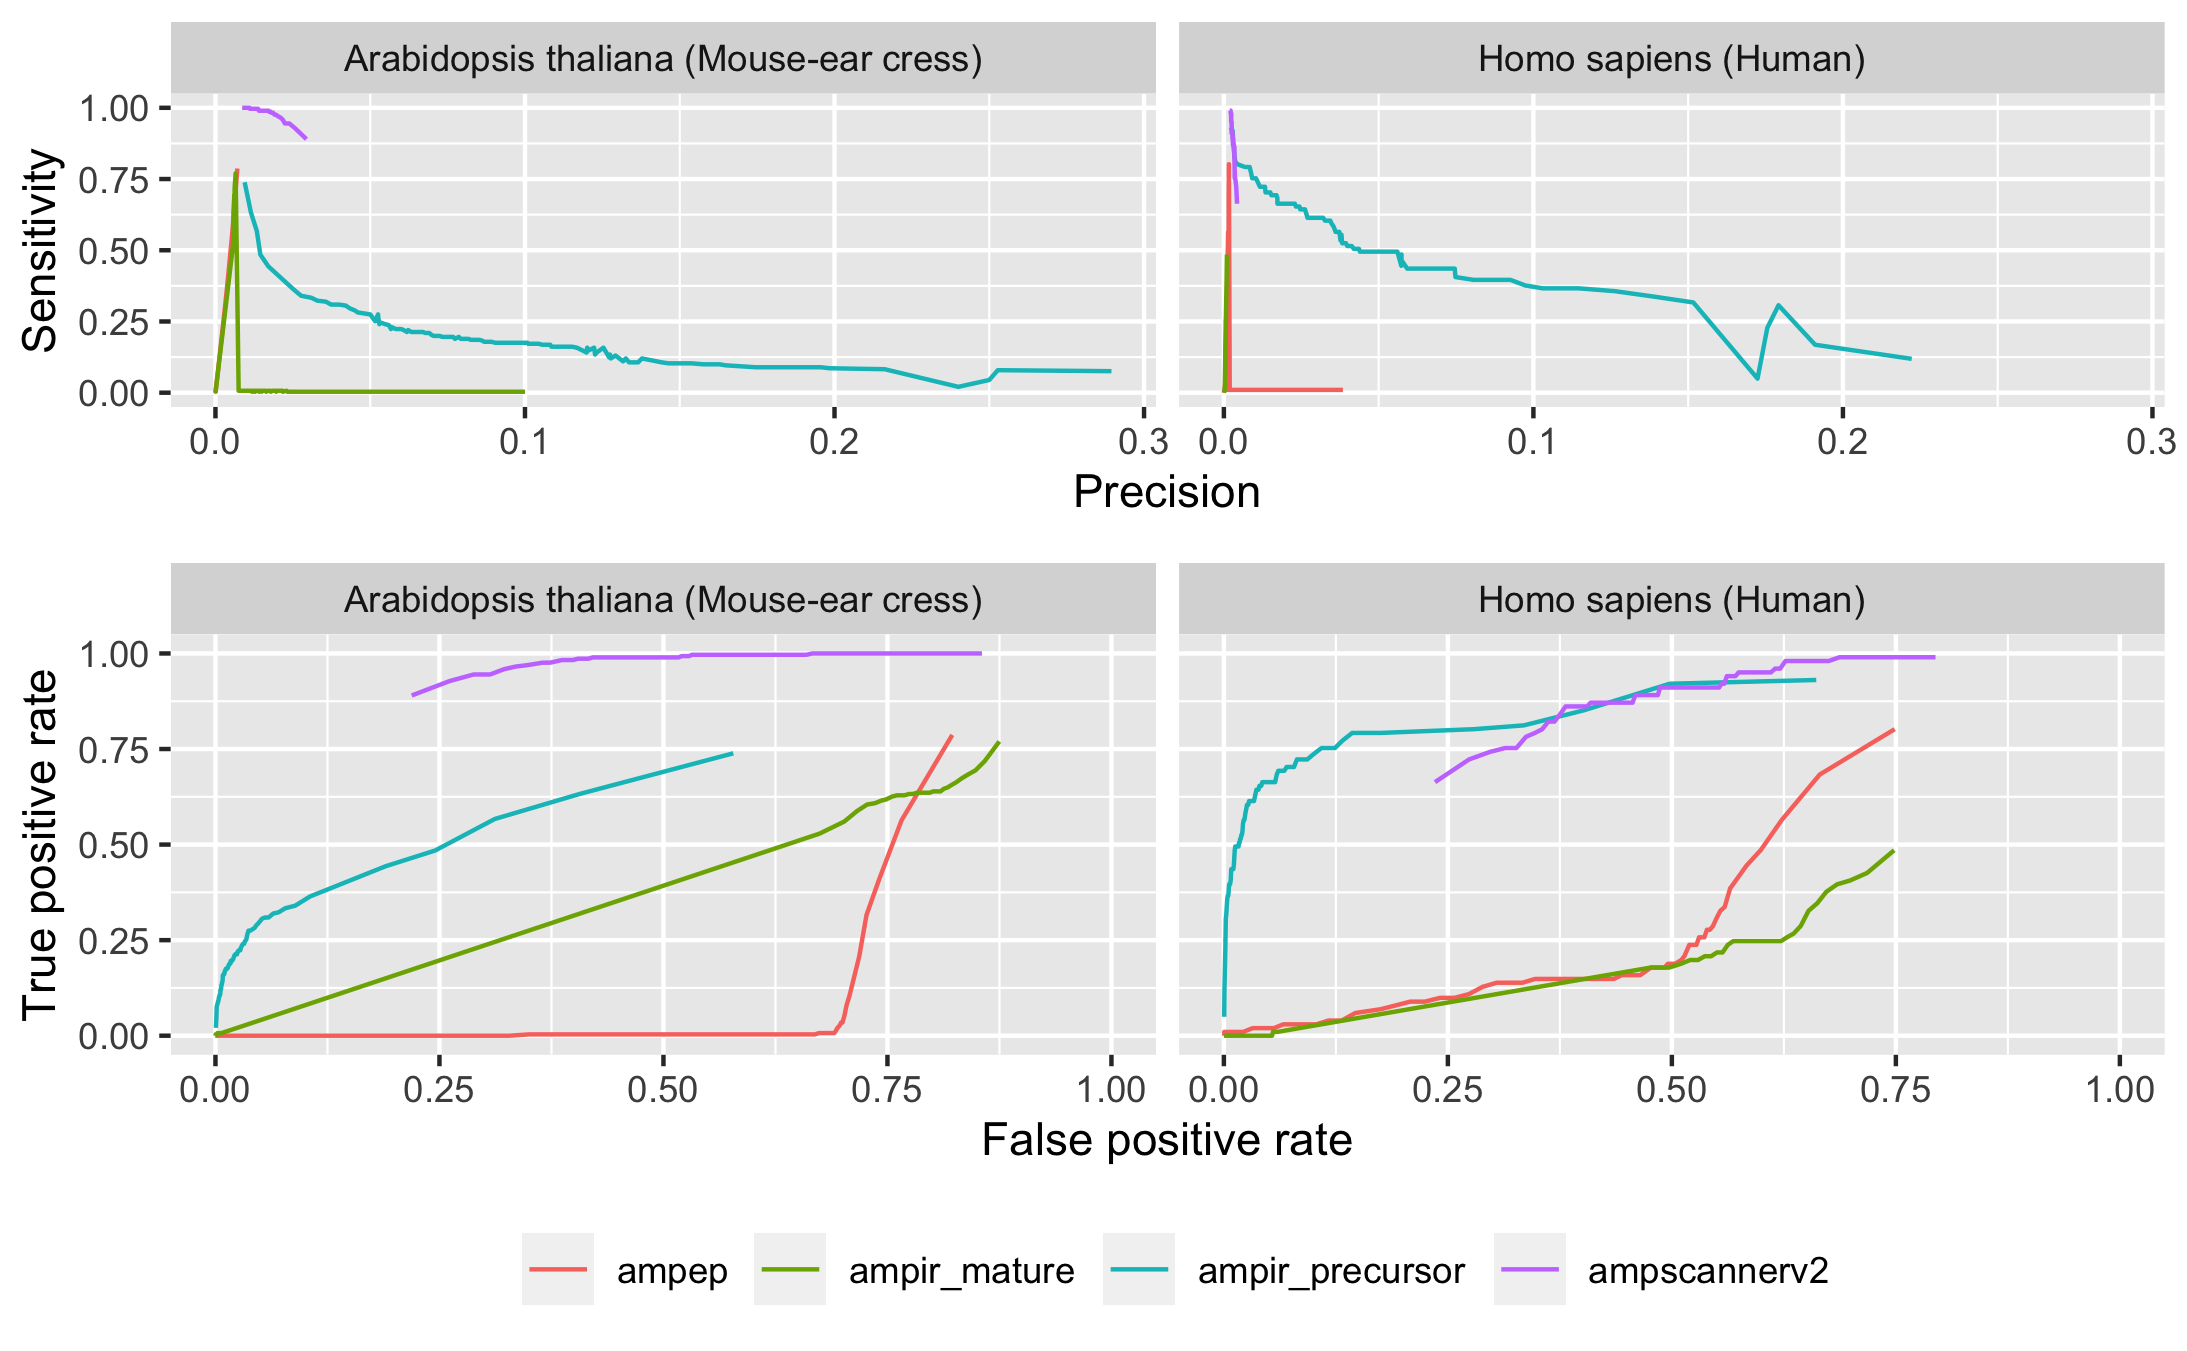 Arabidopsis thaliana (Mouse-ear cress) Homo sapiens (Human)
Sensitivity
1.00
0.75
0.50
0.25
0.00
0.0 0.1 0.2 0.3 0.0 0.1 0.2 0.3
Precision
Arabidopsis thaliana (Mouse-ear cress) Homo sapiens (Human)
True positive rate
1.00
0.75
0.50
0.25
0.00
0.00 0.25 0.50 0.75 1.00 0.00 0.25 0.50 0.75 1.00
False positive rate
ampep ampir_mature ampir_precursor ampscannerv2